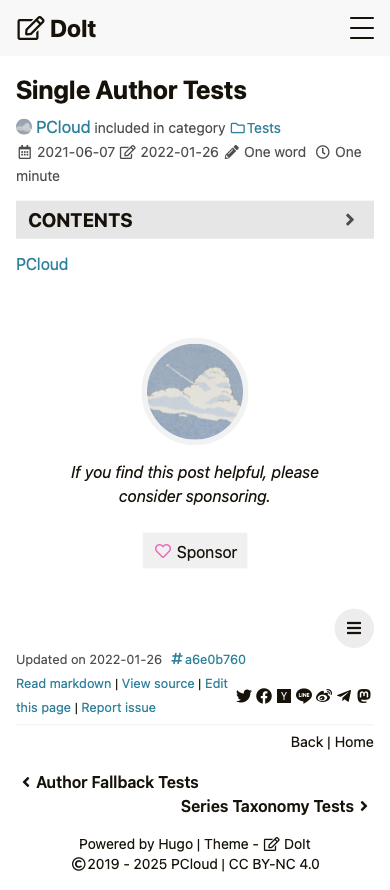 DoIt
Single Author Tests
PCloud included in category Tests
2021-06-07 2022-01-26 One word One
minute
CONTENTS
PCloud
If you find this post helpful, please
consider sponsoring.
Sponsor
Updated on 2022-01-26 #a6e0b760
Read markdown | View source | Edit
this page | Report issue
Back | Home
Author Fallback Tests
Series Taxonomy Tests
Powered by Hugo | Theme - DoIt
©2019 - 2025 PCloud | CC BY-NC 4.0